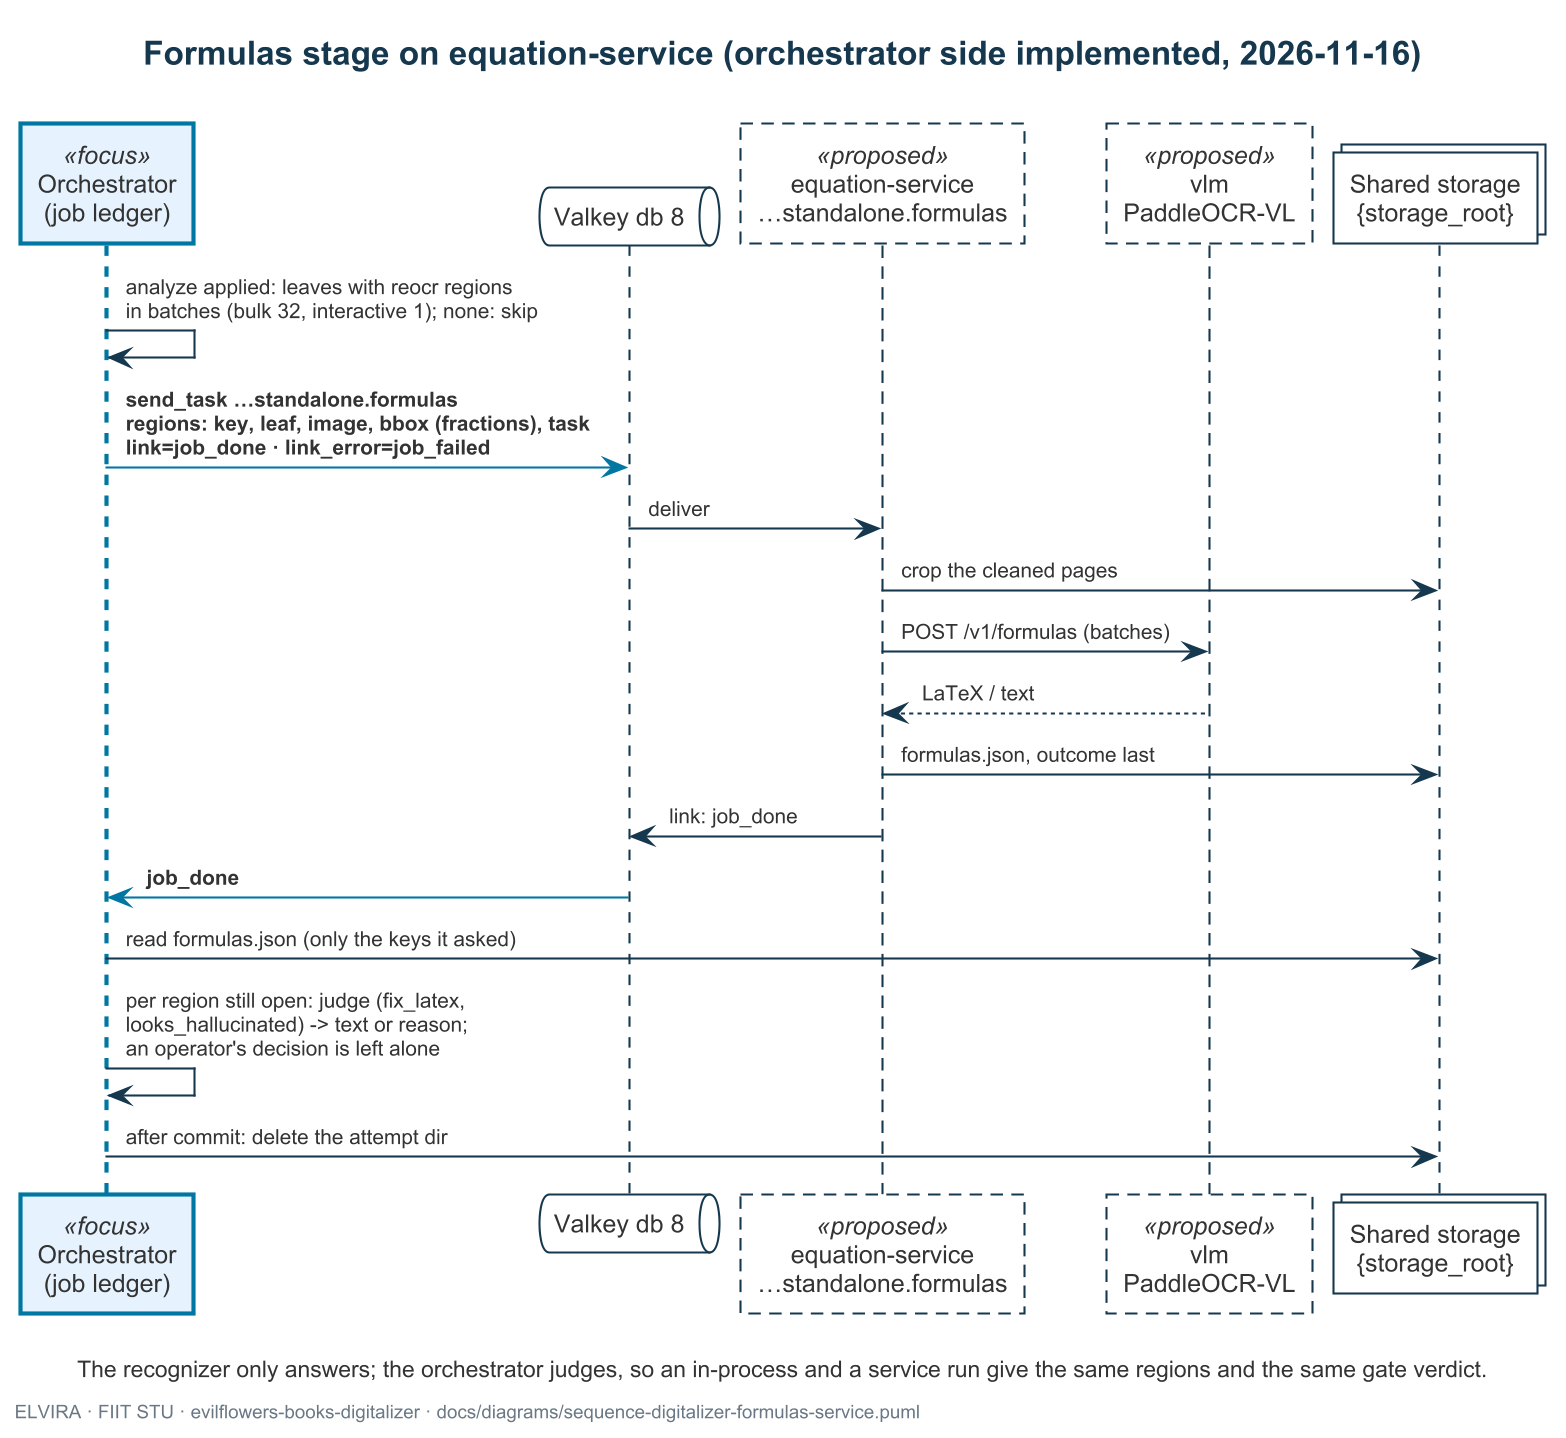 Formulas stage on equation-service (orchestrator side implemented, 2026-11-16)
«focus»
Orchestrator
(job ledger)
Valkey db 8
«proposed»
equation-service
…standalone.formulas
«proposed»
vlm
PaddleOCR-VL
Shared storage
{storage_root}
analyze applied: leaves with reocr regions
in batches (bulk 32, interactive 1); none: skip
send_task …standalone.formulas
regions: key, leaf, image, bbox (fractions), task
link=job_done · link_error=job_failed
deliver
crop the cleaned pages
POST /v1/formulas (batches)
LaTeX / text
formulas.json, outcome last
link: job_done
job_done
read formulas.json (only the keys it asked)
per region still open: judge (fix_latex,
looks_hallucinated) -> text or reason;
an operator's decision is left alone
after commit: delete the attempt dir
«focus»
Orchestrator
(job ledger)
Valkey db 8
«proposed»
equation-service
…standalone.formulas
«proposed»
vlm
PaddleOCR-VL
Shared storage
{storage_root}
The recognizer only answers; the orchestrator judges, so an in-process and a service run give the same regions and the same gate verdict.
ELVIRA · FIIT STU · evilflowers-books-digitalizer · docs/diagrams/sequence-digitalizer-formulas-service.puml